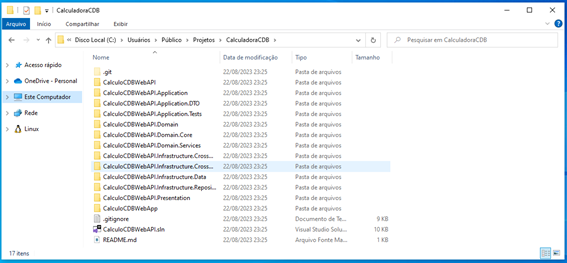 CalculadoraCDB
Arquivo Início Compartilhar Exibir
« Disco Local (C:) › Usuários › Público › Projetos › CalculadoraCDB Pesquisar em CalculadoraCDB
Nome Data de modificação Tipo Tamanho
Acesso rápido
OneDrive - Personal
Este Computador
Rede
Linux
.git 22/08/2023 23:25 Pasta de arquivos
CalculoCDBWebAPI 22/08/2023 23:25 Pasta de arquivos
CalculoCDBWebAPI.Application 22/08/2023 23:25 Pasta de arquivos
CalculoCDBWebAPI.Application.DTO 22/08/2023 23:25 Pasta de arquivos
CalculoCDBWebAPI.Application.Tests 22/08/2023 23:25 Pasta de arquivos
CalculoCDBWebAPI.Domain 22/08/2023 23:25 Pasta de arquivos
CalculoCDBWebAPI.Domain.Core 22/08/2023 23:25 Pasta de arquivos
CalculoCDBWebAPI.Domain.Services 22/08/2023 23:25 Pasta de arquivos
CalculoCDBWebAPI.Infrastructure.Cross... 22/08/2023 23:25 Pasta de arquivos
CalculoCDBWebAPI.Infrastructure.Cross... 22/08/2023 23:25 Pasta de arquivos
CalculoCDBWebAPI.Infrastructure.Data 22/08/2023 23:25 Pasta de arquivos
CalculoCDBWebAPI.Infrastructure.Reposi... 22/08/2023 23:25 Pasta de arquivos
CalculoCDBWebAPI.Presentation 22/08/2023 23:25 Pasta de arquivos
CalculoCDBWebApp 22/08/2023 23:25 Pasta de arquivos
.gitignore 22/08/2023 23:25 Documento de Te... 9 KB
CalculoCDBWebAPI.sln 22/08/2023 23:25 Visual Studio Solu... 10 KB
README.md 22/08/2023 23:25 Arquivo Fonte Ma... 1 KB
17 itens